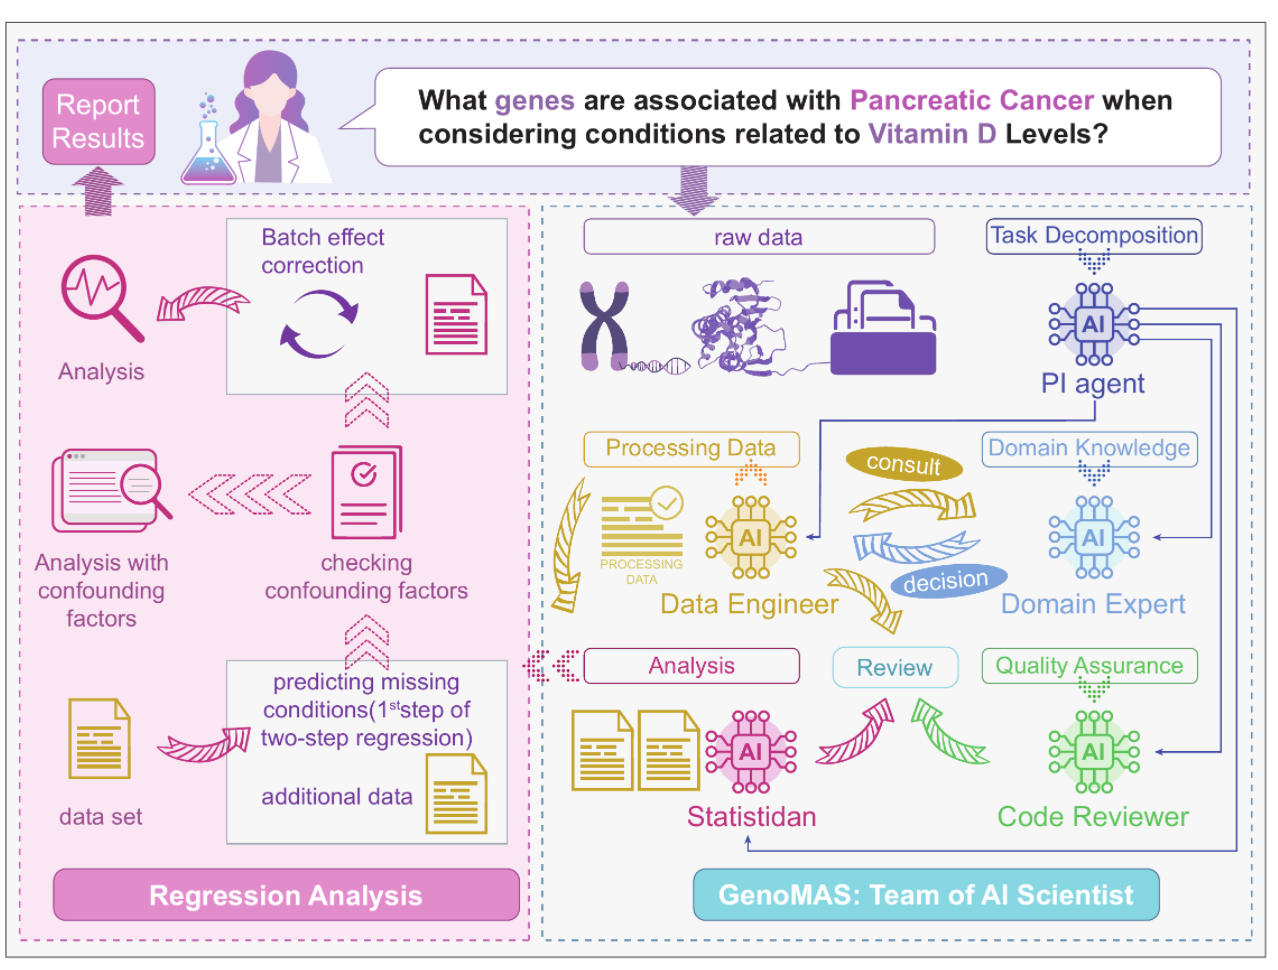 Report
Results
What genes are associated with Pancreatic Cancer when
considering conditions related to Vitamin D Levels?
Batch effect
correction
Analysis
Analysis with
confounding
factors
checking
confounding factors
predicting missing
conditions(1st step of
two-step regression)
additional data
data set
Regression Analysis
raw data
Task Decomposition
AI
PI agent
Processing Data
consult
Domain Knowledge
PROCESSING
DATA
AI
decision
AI
Data Engineer
Domain Expert
Analysis
Review
Quality Assurance
AI
AI
Statistidan
Code Reviewer
GenoMAS: Team of AI Scientist